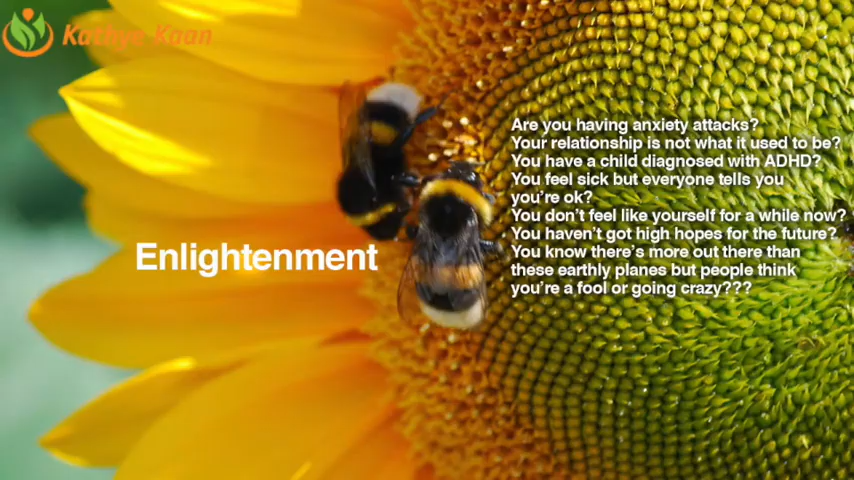 Kathye Kaan
Enlightenment
Are you having anxiety attacks?
Your relationship is not what it used to be?
You have a child diagnosed with ADHD?
You feel sick but everyone tells you
you're ok?
You don't feel like yourself for a while now?
You haven't got high hopes for the future?
You know there's more out there than
these earthly planes but people think
you're a fool or going crazy???